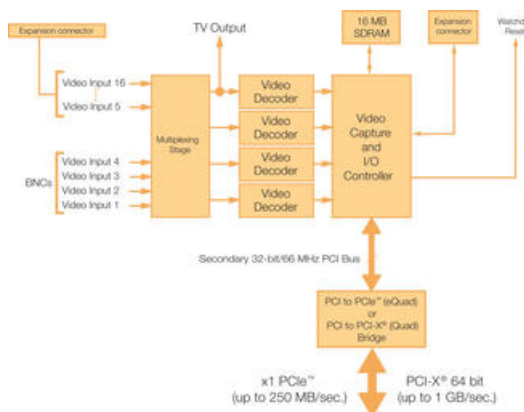 Expansion connector
TV Output
16 MB
SDRAM
Expansion
connector
Reset
Video Input 16
Video Input 5
Multiplexing
Stage
Video
Decoder
Video
Decoder
Video
Decoder
Video
Decoder
Video
Capture
and
I/O
Controller
BNCs
Video Input 4
Video Input 3
Video Input 2
Video Input 1
Secondary 32-bit/66 MHz PCI Bus
PCI to PCIe™ (eQuad)
or
PCI to PCI-X® (Quad)
Bridge
x1 PCIe™
(up to 250 MB/sec.)
PCI-X® 64 bit
(up to 1 GB/sec.)